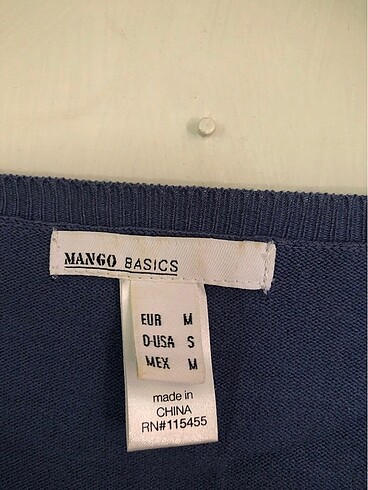 MANGO BASICS
EUR M
D-USA S
MEX M
made in
CHINA
RN#115455